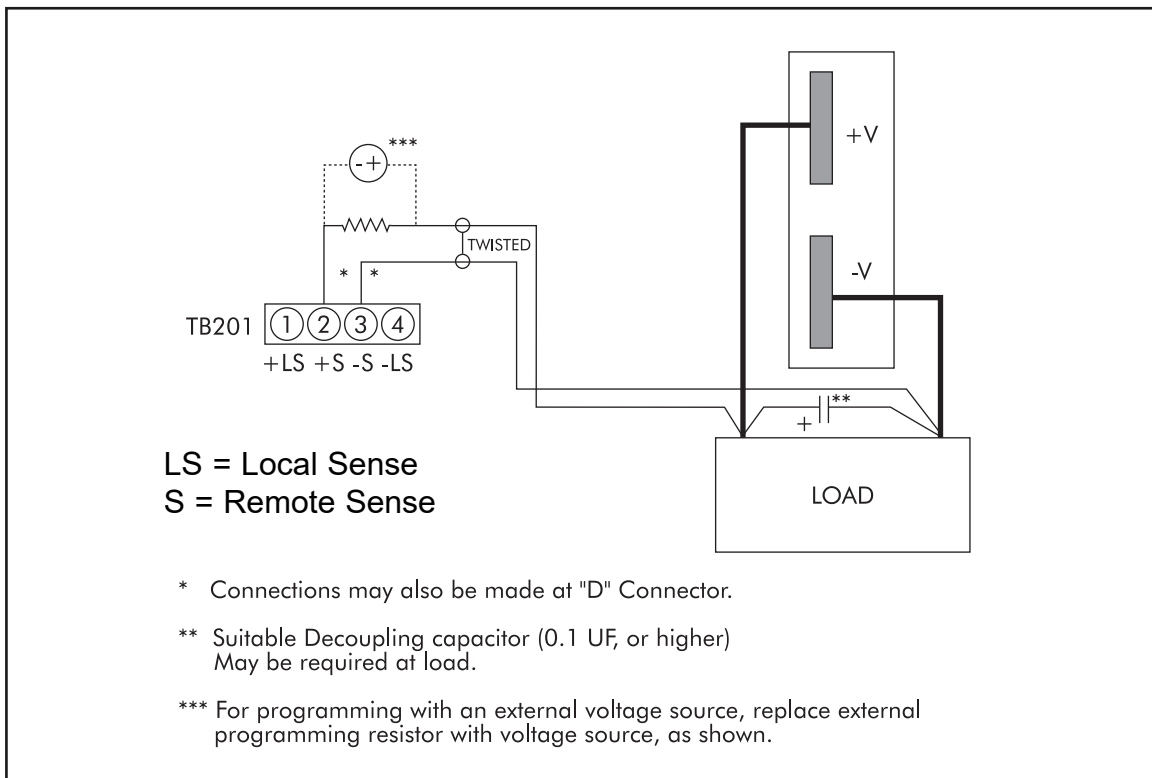 - + ***
+V
TWISTED
-V
* *
TB201 1 2 3 4
+LS +S -S -LS
+ **
LS = Local Sense
S = Remote Sense
LOAD
* Connections may also be made at "D" Connector.
** Suitable Decoupling capacitor (0.1 UF, or higher)
May be required at load.
*** For programming with an external voltage source, replace external
programming resistor with voltage source, as shown.